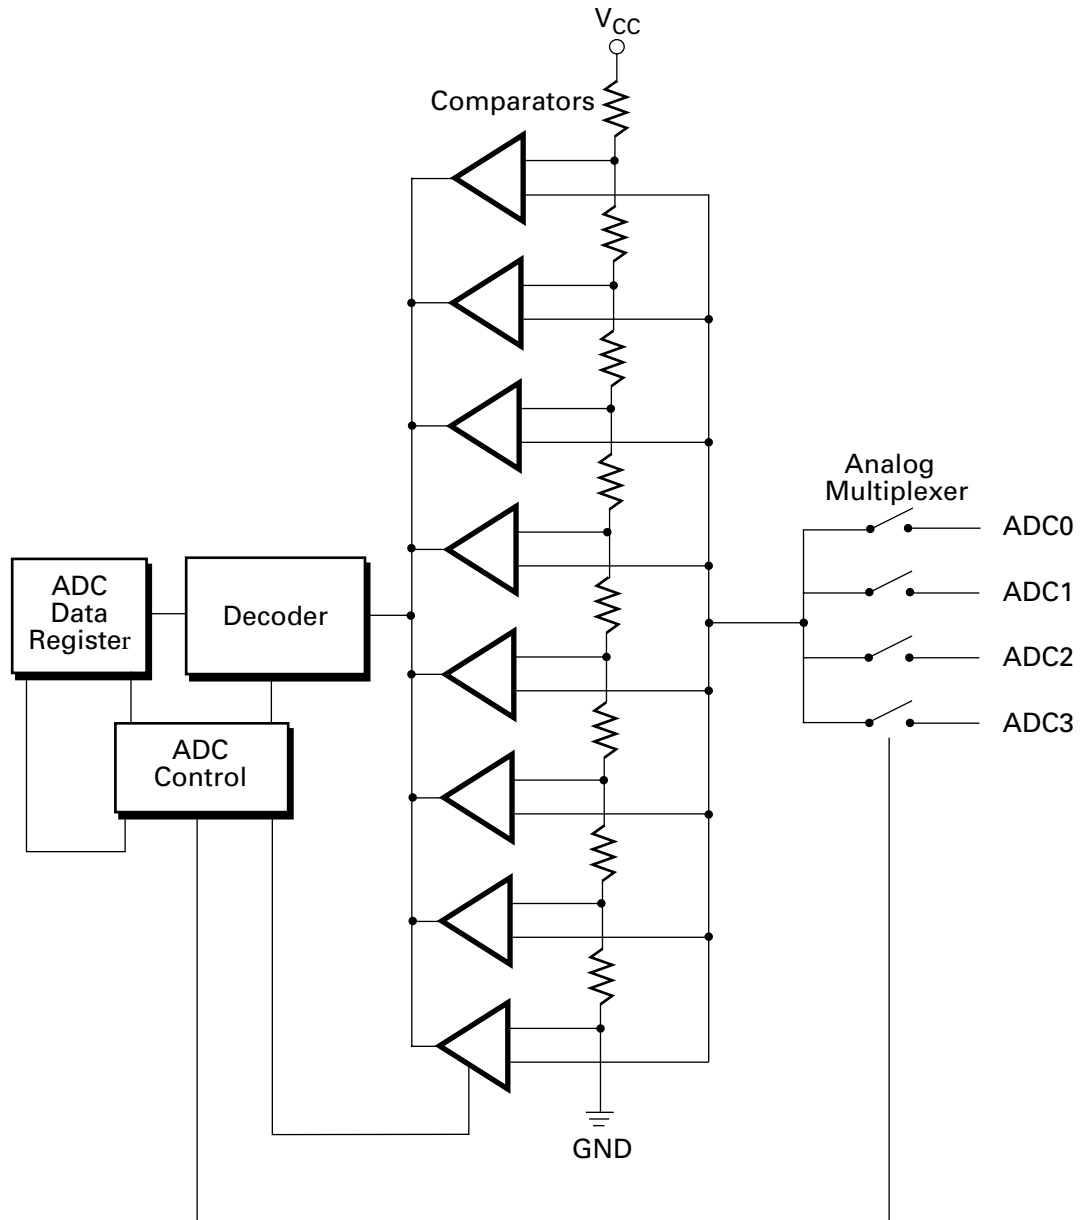 VCC
Comparators
Analog
Multiplexer
ADC0
ADC1
ADC2
ADC3
ADC
Data
Register
Decoder
ADC
Control
GND